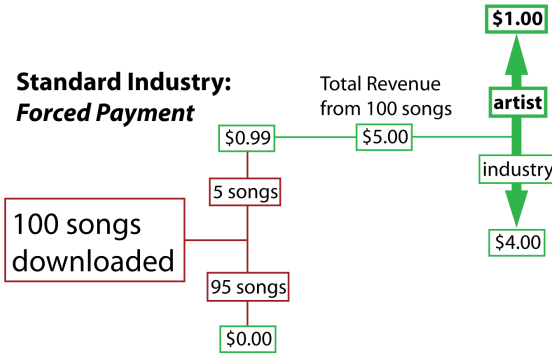 $1.00
Standard Industry:
Forced Payment
Total Revenue
from 100 songs
artist
$0.99
$5.00
industry
5 songs
100 songs
downloaded
$4.00
95 songs
$0.00